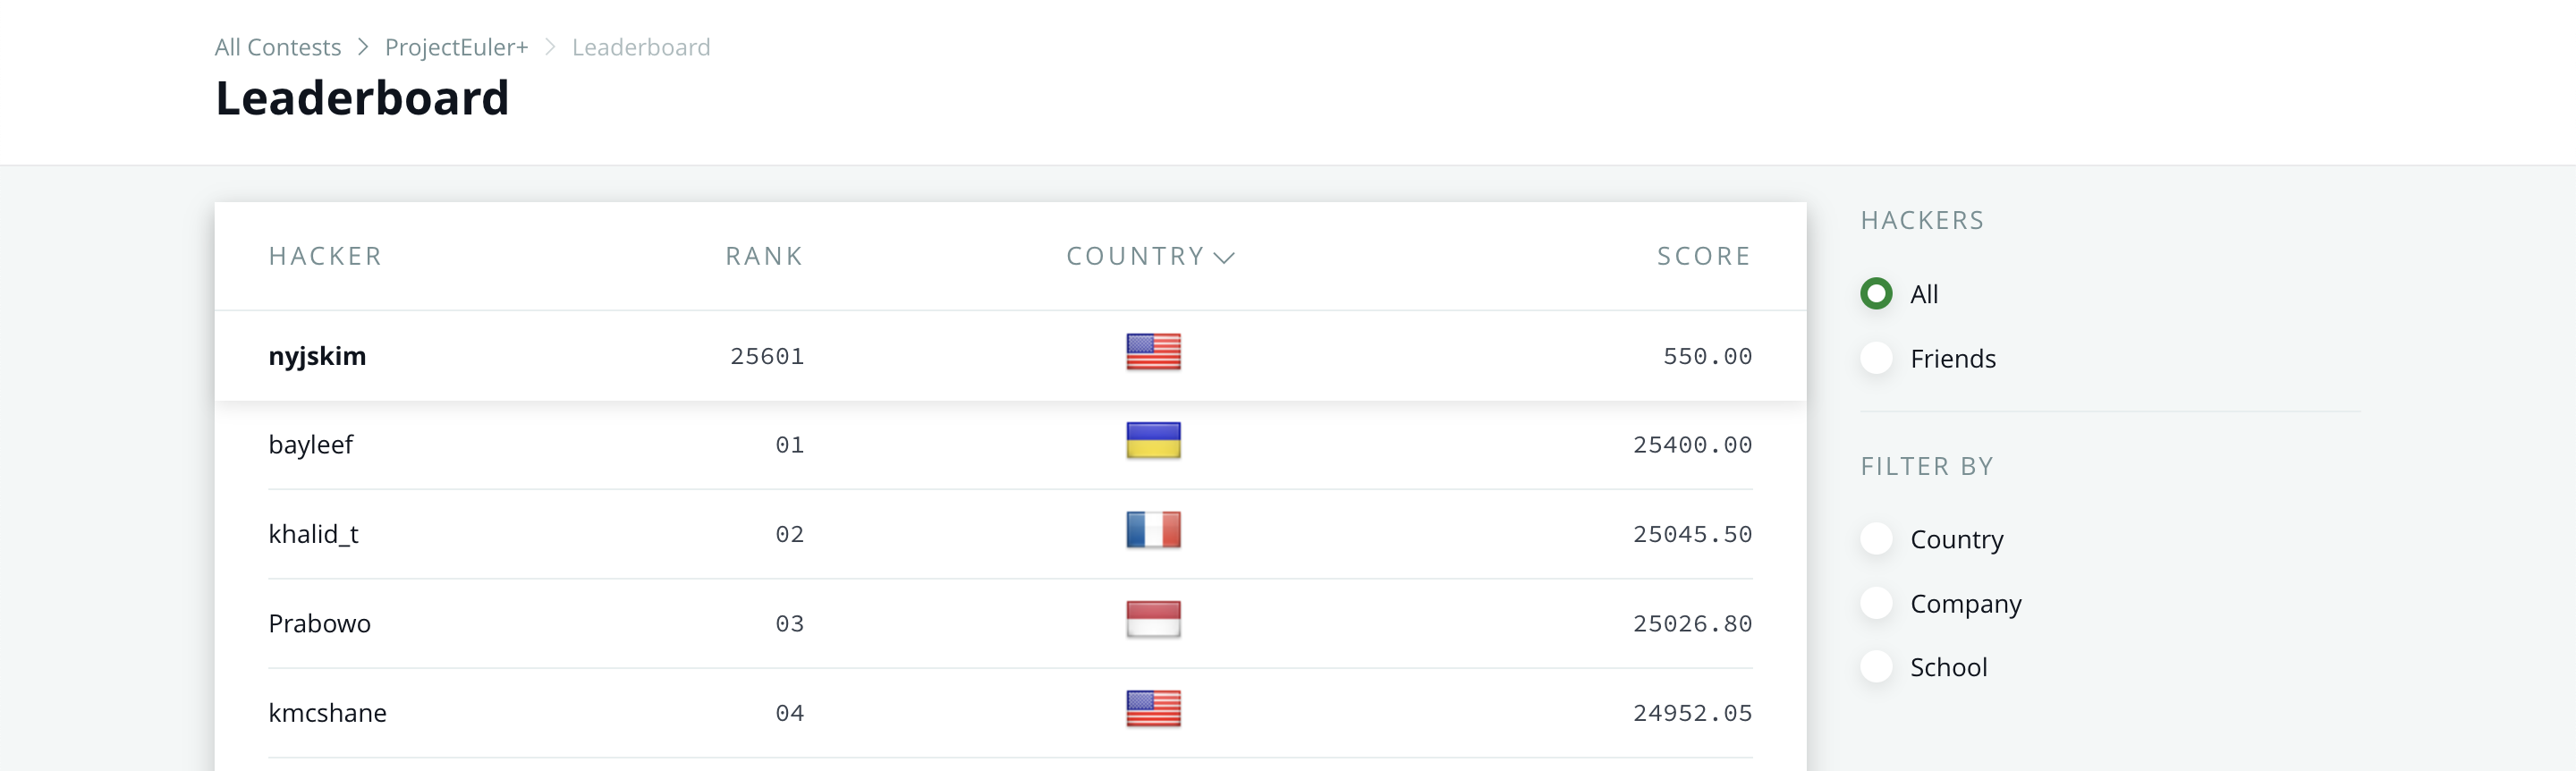 All Contests > ProjectEuler+ > Leaderboard
Leaderboard
HACKER RANK COUNTRY SCORE
nyjskim 25601 550.00
bayleef 01 25400.00
khalid_t 02 25045.50
Prabowo 03 25026.80
kmcshane 04 24952.05
HACKERS
All
Friends
FILTER BY
Country
Company
School